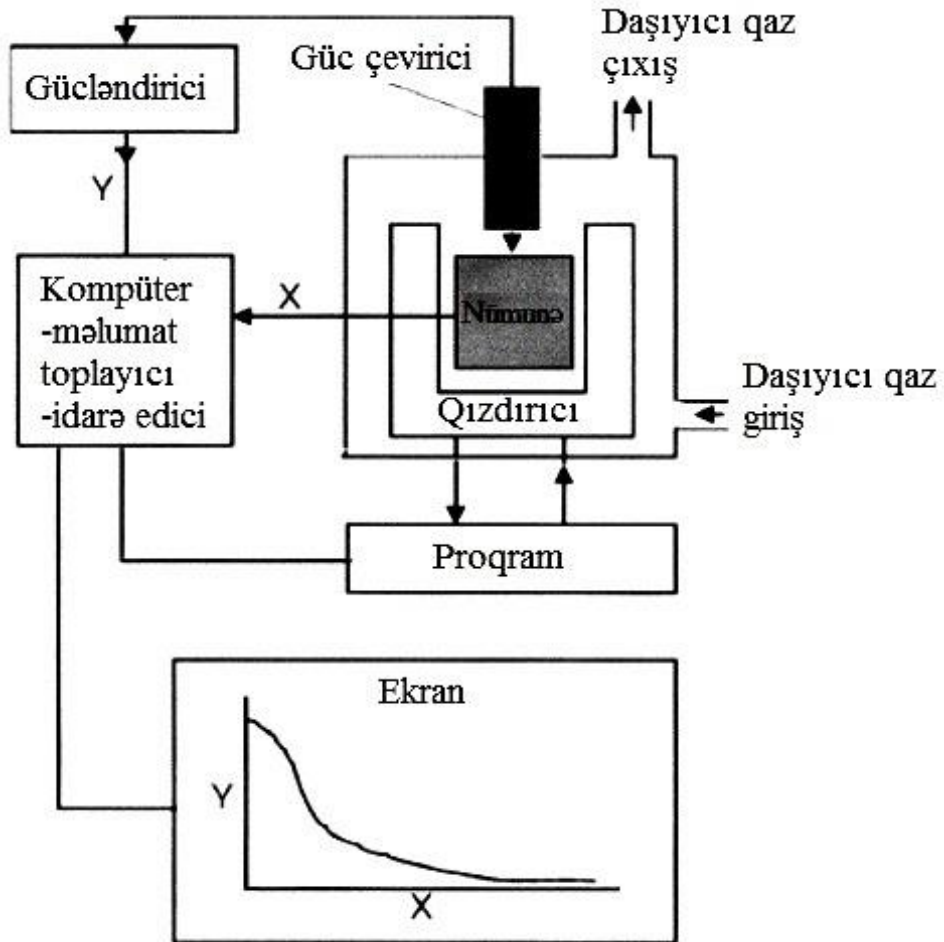 Daşıyıcı qaz
çıxış
Güc çevirici
Gücləndirici
Y
Kompüter
-məlumat
toplayıcı
-idarə edici
X
Nümunə
Qızdırıcı
Daşıyıcı qaz
giriş
Proqram
Ekran
Y
X